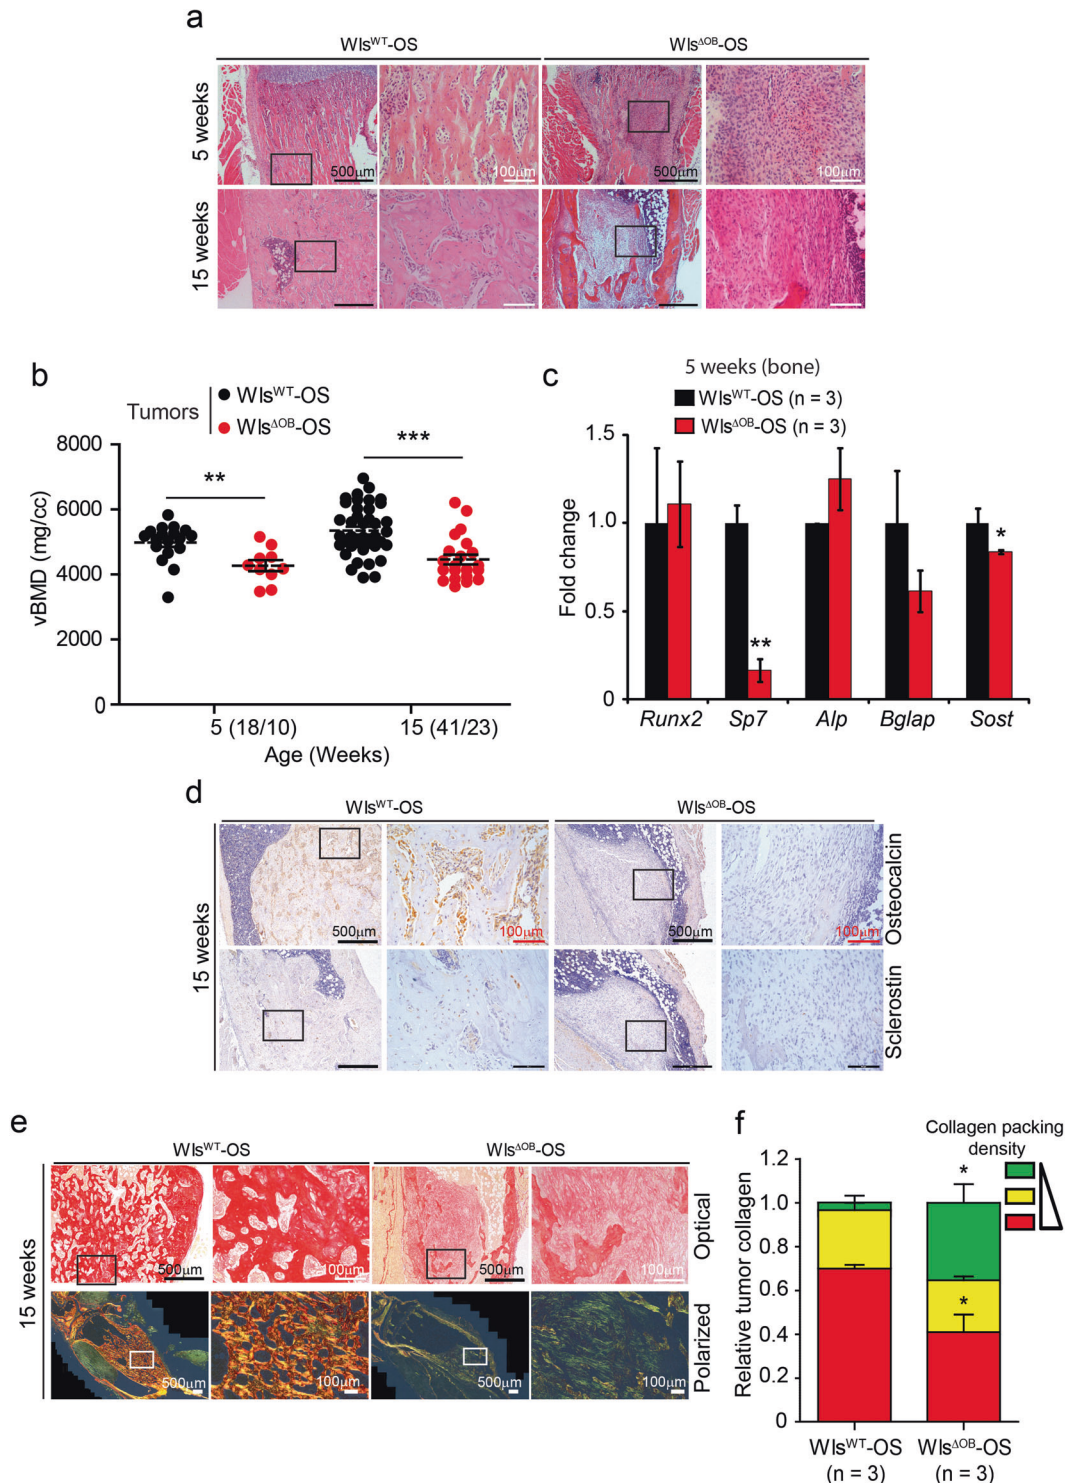 a
Wls^WT-OS
Wls^ΔOB-OS
5 weeks
500µm
100µm
500µm
100µm
15 weeks
b
Tumors
Wls^WT-OS
Wls^ΔOB-OS
8000
6000
4000
2000
0
vBMD (mg/cc)
**
***
5 (18/10)
15 (41/23)
Age (Weeks)
c
5 weeks (bone)
Wls^WT-OS (n = 3)
Wls^ΔOB-OS (n = 3)
1.5
1.0
0.5
0
Fold change
**
*
Runx2 Sp7 Alp Bglap Sost
d
Wls^WT-OS
Wls^ΔOB-OS
15 weeks
500µm
100µm
500µm
100µm
Osteocalcin
Sclerostin
e
Wls^WT-OS
Wls^ΔOB-OS
15 weeks
500µm
100µm
500µm
100µm
Optical
500µm
100µm
500µm
100µm
Polarized
f
Collagen packing
density
1.2
1.0
0.8
0.6
0.4
0.2
0
Relative tumor collagen
*
*
Wls^WT-OS
(n = 3)
Wls^ΔOB-OS
(n = 3)